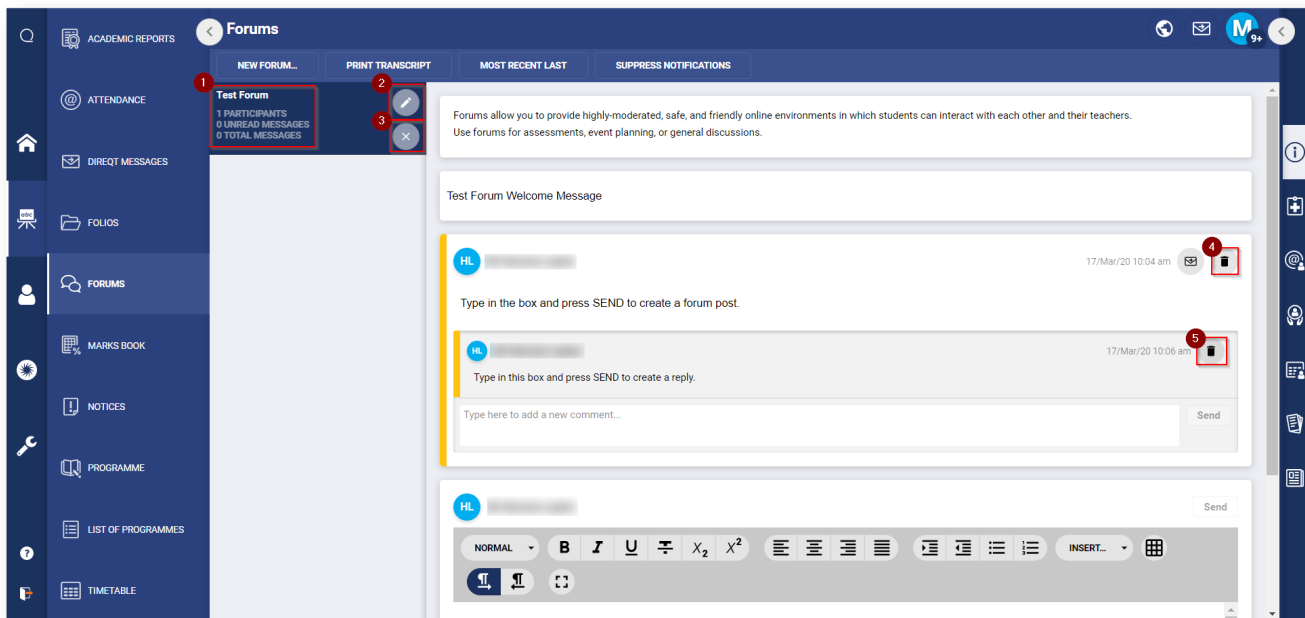 Forums
M
9+
ACADEMIC REPORTS
@ ATTENDANCE
DIREQT MESSAGES
abc
FOLIOS
FORUMS
MARKS BOOK
NOTICES
PROGRAMME
LIST OF PROGRAMMES
TIMETABLE
NEW FORUM... PRINT TRANSCRIPT MOST RECENT LAST SUPPRESS NOTIFICATIONS
1
Test Forum
1 PARTICIPANTS
0 UNREAD MESSAGES
0 TOTAL MESSAGES
2
3
Forums allow you to provide highly-moderated, safe, and friendly online environments in which students can interact with each other and their teachers.
Use forums for assessments, event planning, or general discussions.
Test Forum Welcome Message
HL 17/Mar/20 10:04 am 4
Type in the box and press SEND to create a forum post.
HL 17/Mar/20 10:06 am 5
Type in this box and press SEND to create a reply.
Type here to add a new comment... Send
HL Send
NORMAL B I U T X2 X2 INSERT...